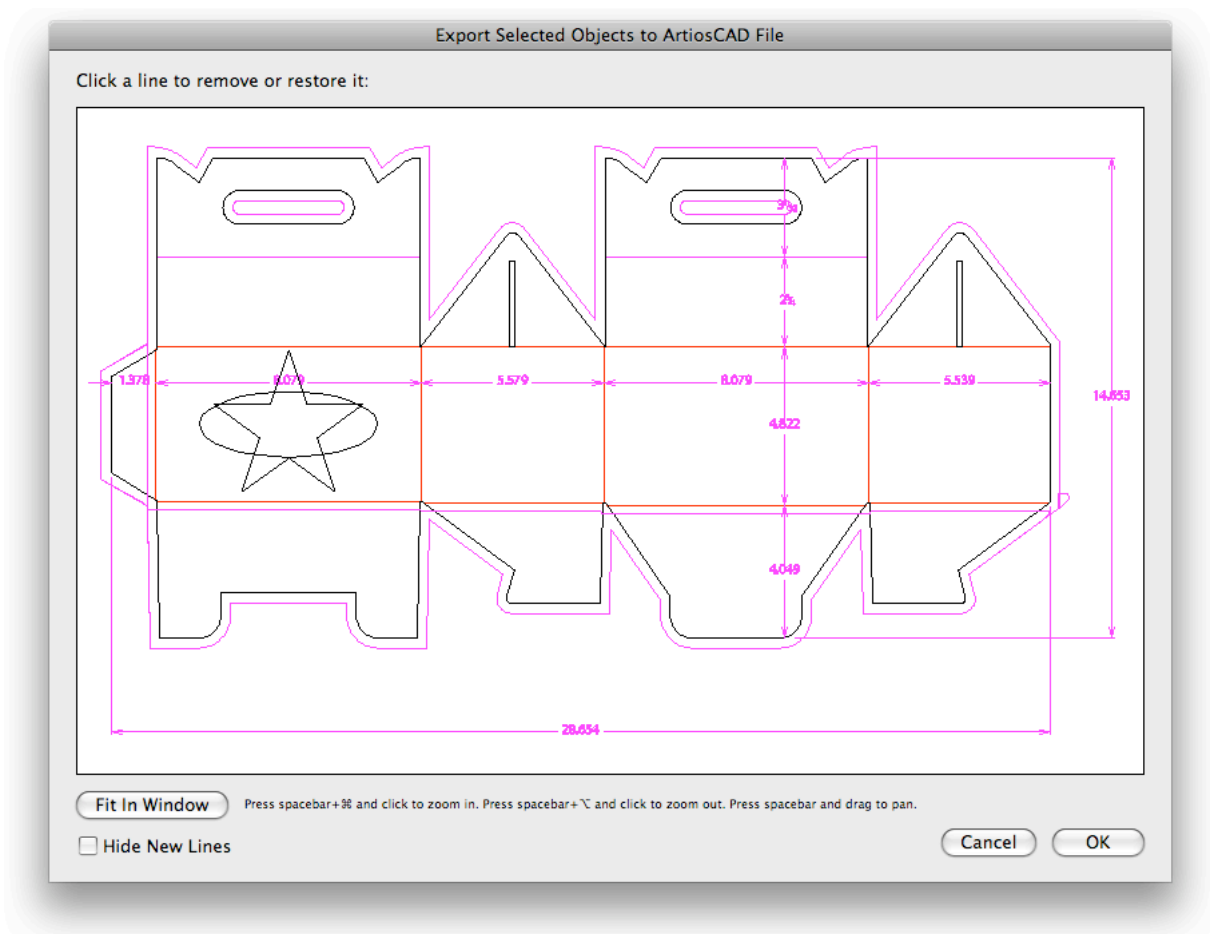 Export Selected Objects to ArtiosCAD File
Click a line to remove or restore it:
1.378
8.079
5.579
8.079
5.539
14.653
4.822
4.049
28.654
Fit In Window
Press spacebar+⌘ and click to zoom in. Press spacebar+⌥ and click to zoom out. Press spacebar and drag to pan.
Hide New Lines
Cancel
OK